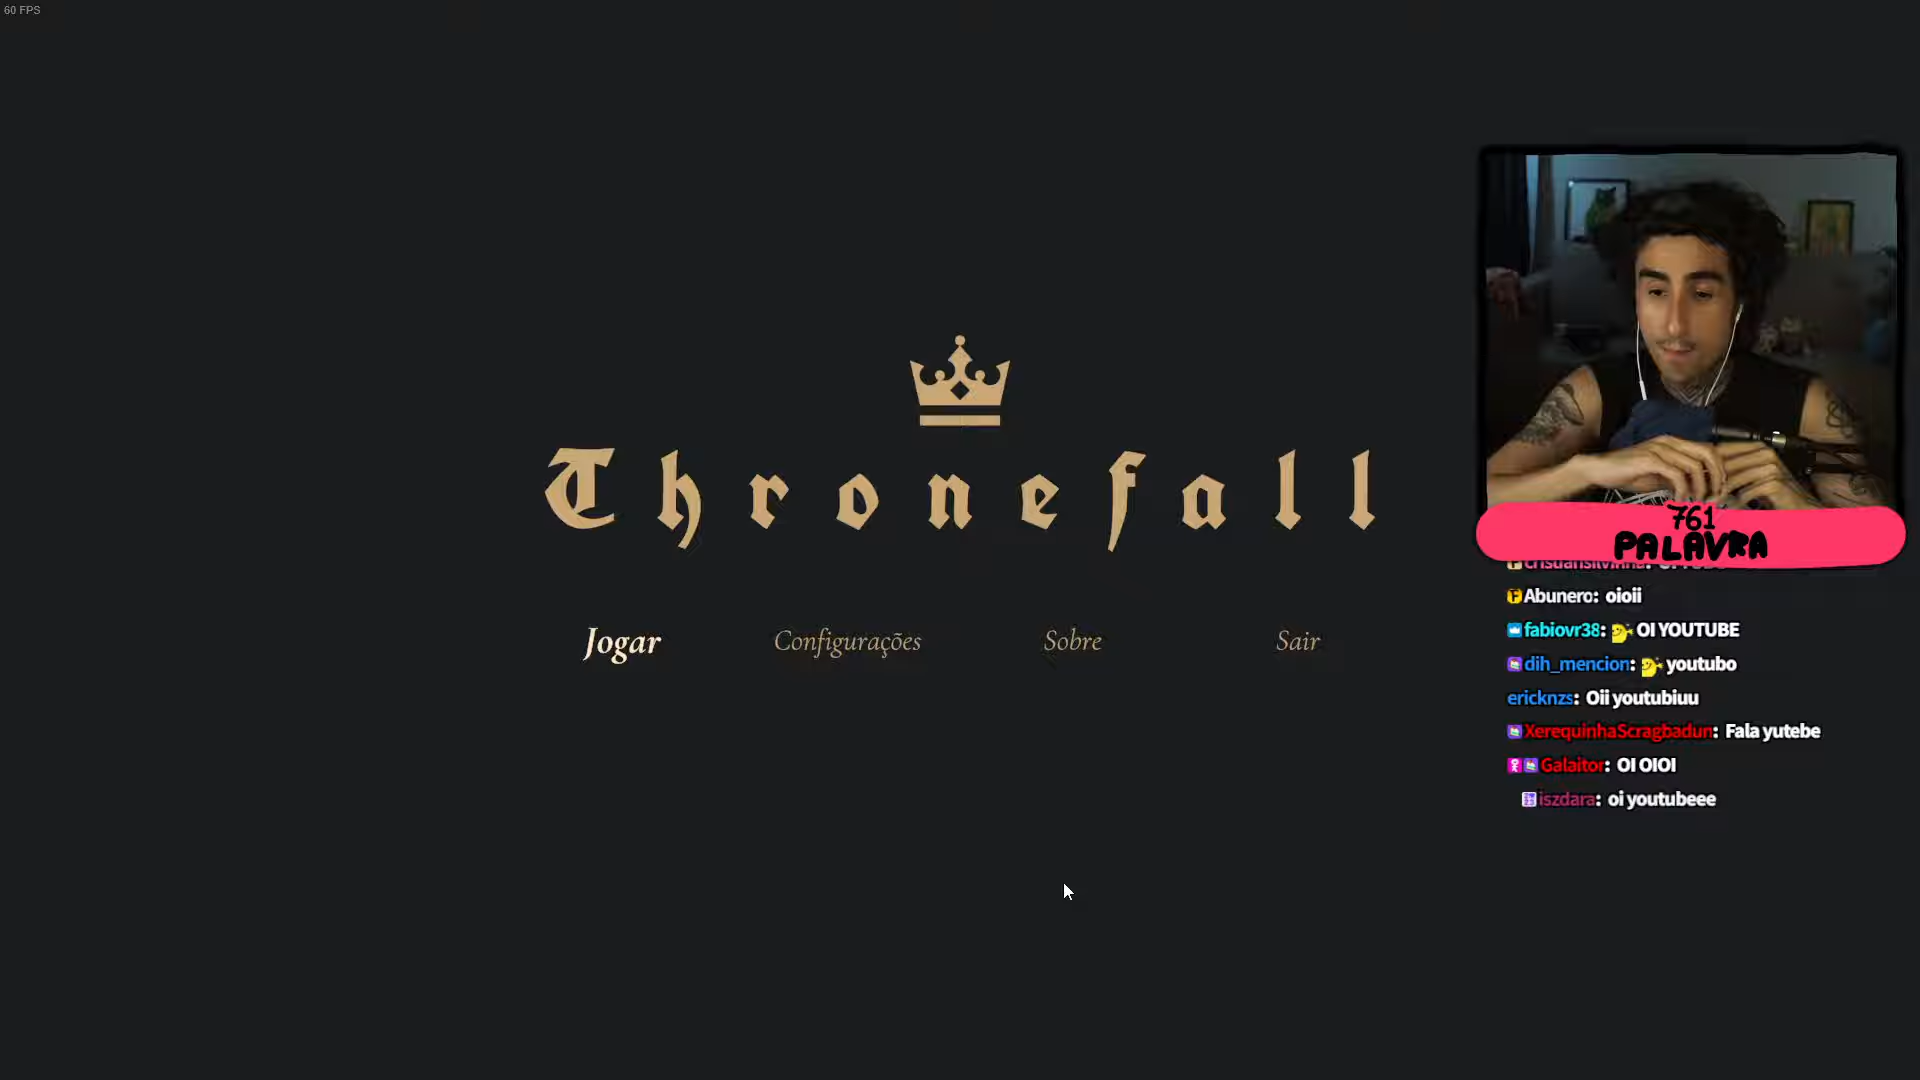 60 FPS
Thronefall
Jogar
Configurações
Sobre
Sair
761
PALAVRA
Abunero: oioii
fabiovr38: OI YOUTUBE
dih_mencion: youtubo
ericknzs: Oii youtubiuu
XerequinhaScragbadun: Fala yutebe
Galaitor: OI OIOI
iszdara: oi youtubeee